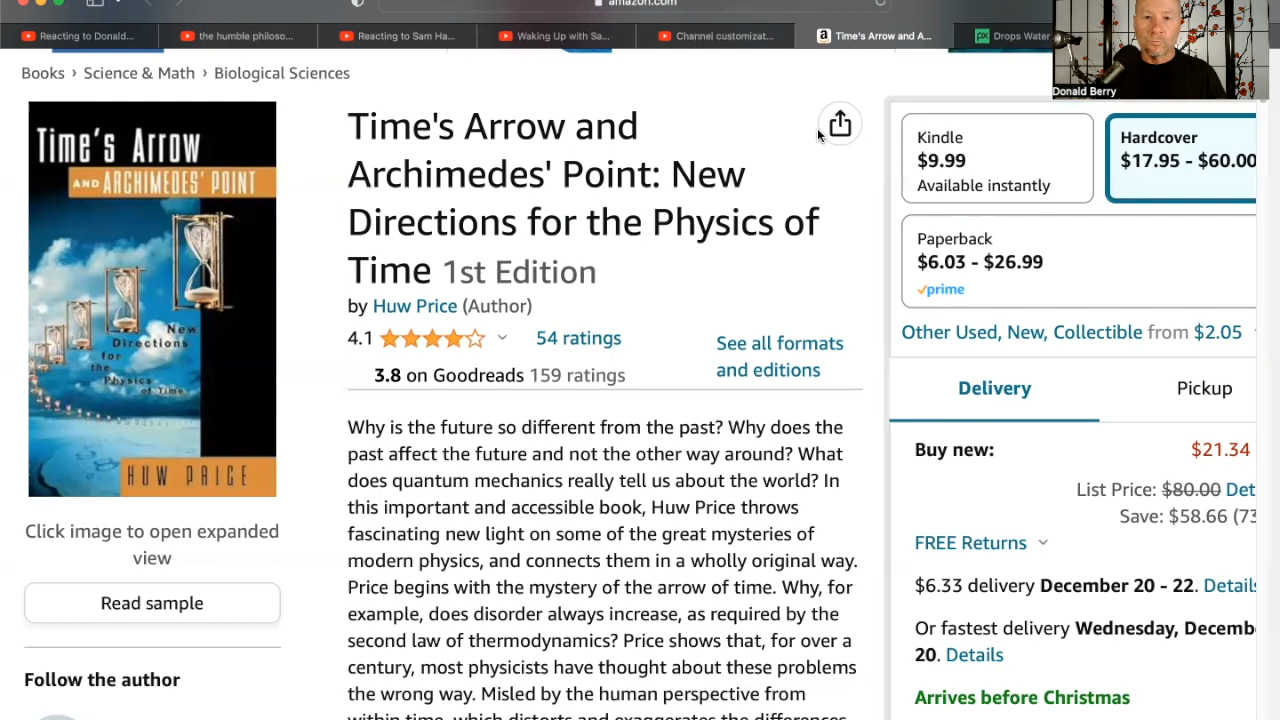 amazon.com
Reacting to Donald...
the humble philoso...
Reacting to Sam Ha...
Waking Up with Sa...
Channel customizat...
a
Time's Arrow and A...
px
Drops Water
Donald Berry
Books › Science & Math › Biological Sciences
Time's Arrow
AND ARCHIMEDES' POINT
New
Directions
for
the
Physics
of Time
HUW PRICE
Click image to open expanded
view
Read sample
Follow the author
Time's Arrow and
Archimedes' Point: New
Directions for the Physics of
Time 1st Edition
by Huw Price (Author)
4.1 54 ratings
3.8 on Goodreads 159 ratings
See all formats
and editions
Why is the future so different from the past? Why does the
past affect the future and not the other way around? What
does quantum mechanics really tell us about the world? In
this important and accessible book, Huw Price throws
fascinating new light on some of the great mysteries of
modern physics, and connects them in a wholly original way.
Price begins with the mystery of the arrow of time. Why, for
example, does disorder always increase, as required by the
second law of thermodynamics? Price shows that, for over a
century, most physicists have thought about these problems
the wrong way. Misled by the human perspective from
within time, which distorts and exaggerates the differences
Kindle
$9.99
Available instantly
Hardcover
$17.95 - $60.00
Paperback
$6.03 - $26.99
prime
Other Used, New, Collectible from $2.05
Delivery
Pickup
Buy new:
$21.34
List Price: $80.00 Det
Save: $58.66 (73
FREE Returns
$6.33 delivery December 20 - 22. Details
Or fastest delivery Wednesday, Decemb
20. Details
Arrives before Christmas